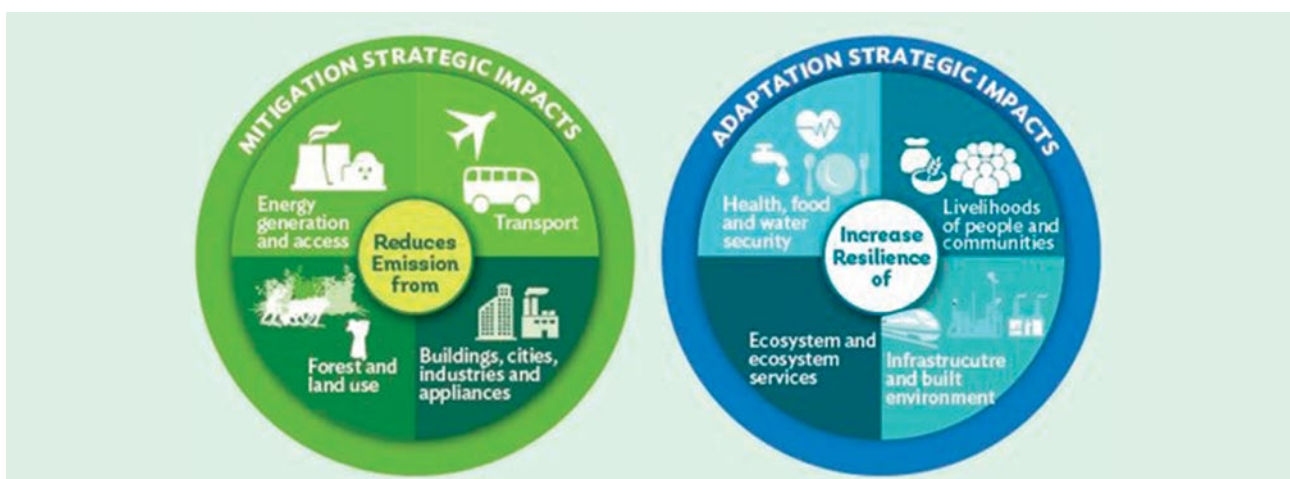 MITIGATION STRATEGIC IMPACTS
Energy
generation
and access
Transport
Reduces
Emission
from
Forest and
land use
Buildings, cities,
industries and
appliances
ADAPTATION STRATEGIC IMPACTS
Health, food
and water
security
Livelihoods
of people and
communities
Increase
Resilience
of
Ecosystem and
ecosystem
services
Infrastrucutre
and built
environment